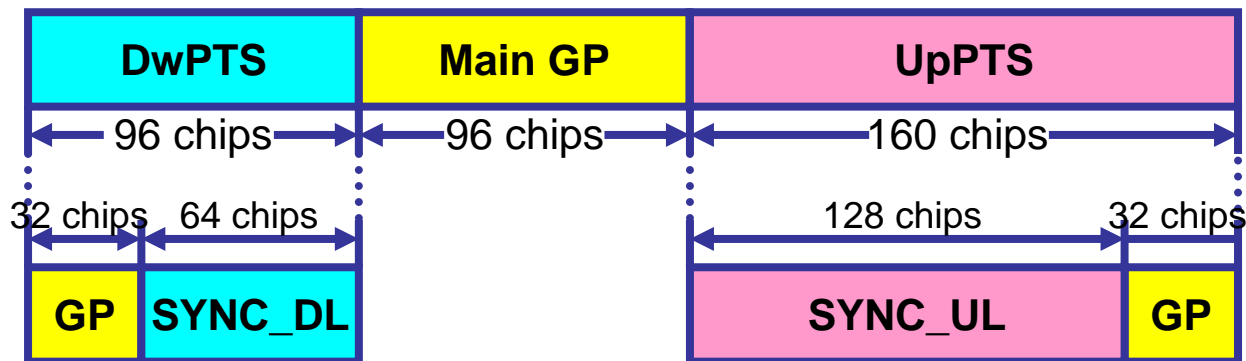 DwPTS Main GP UpPTS
96 chips 96 chips 160 chips
32 chips 64 chips 128 chips 32 chips
GP SYNC_DL SYNC_UL GP